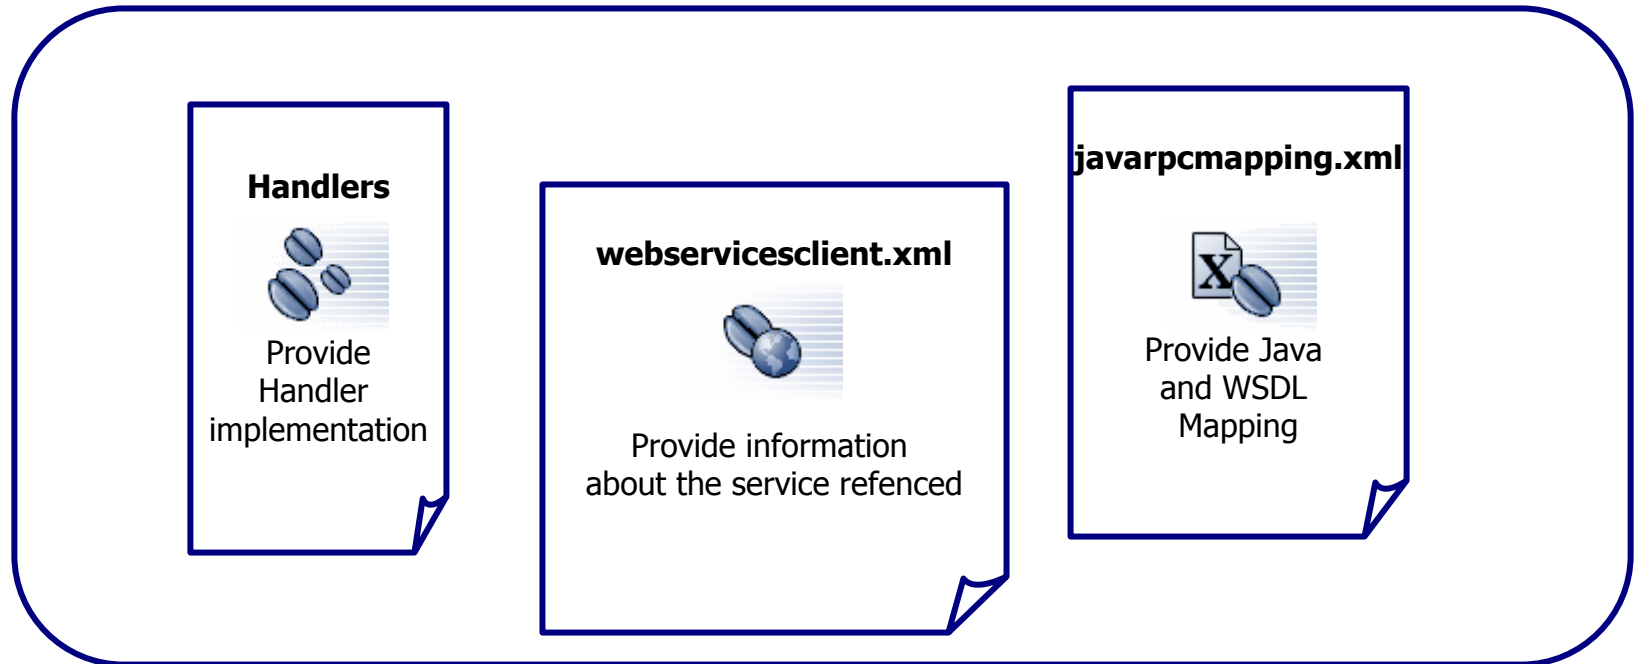 Handlers
Provide
Handler
implementation
webservicesclient.xml
Provide information
about the service refenced
javarpcmapping.xml
X
Provide Java
and WSDL
Mapping